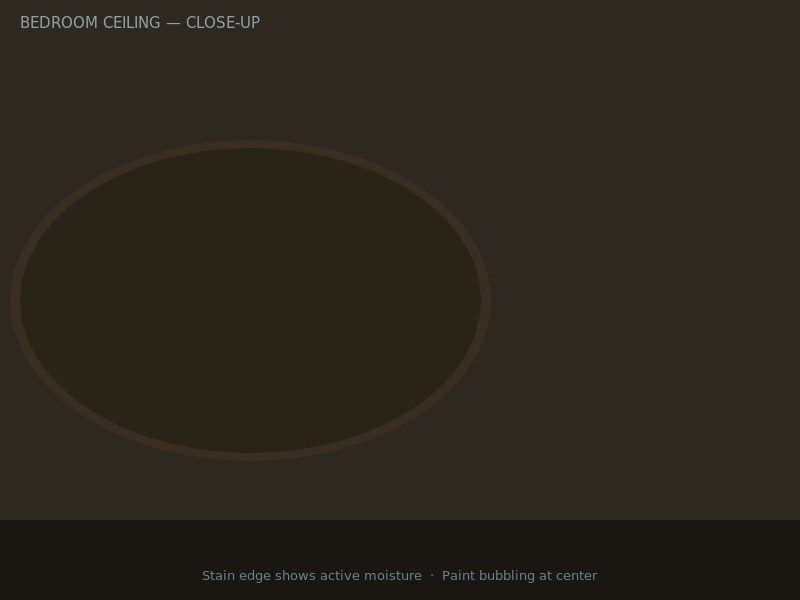 BEDROOM CEILING — CLOSE-UP
Stain edge shows active moisture · Paint bubbling at center